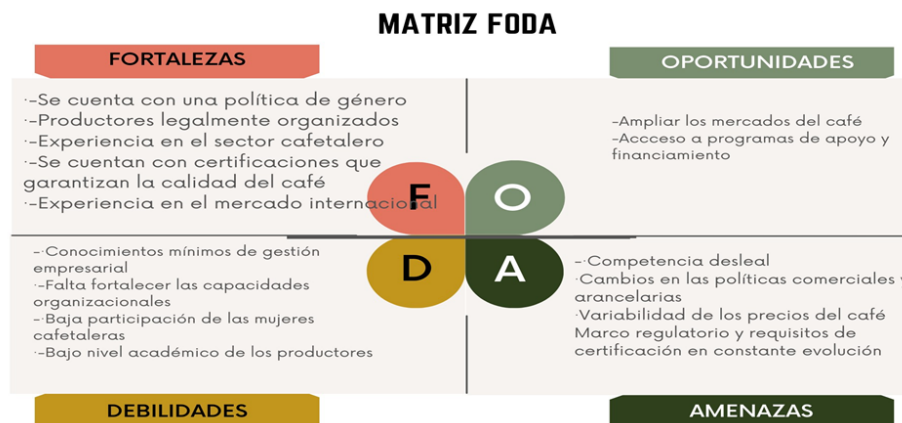 MATRIZ FODA
FORTALEZAS
·-Se cuenta con una política de género
·-Productores legalmente organizados
·-Experiencia en el sector cafetalero
·-Se cuentan con certificaciones que
garantizan la calidad del café
·-Experiencia en el mercado internacional
OPORTUNIDADES
-Ampliar los mercados del café
-Accceso a programas de apoyo y
financiamiento
F
O
D
A
-·Conocimientos mínimos de gestión
empresarial
·-Falta fortalecer las capacidades
organizacionales
·-Baja participación de las mujeres
cafetaleras
·-Bajo nivel académico de los productores
DEBILIDADES
-·Competencia desleal
·Cambios en las políticas comerciales y
arancelarias
·Variabilidad de los precios del café
Marco regulatorio y requisitos de
certificación en constante evolución
AMENAZAS